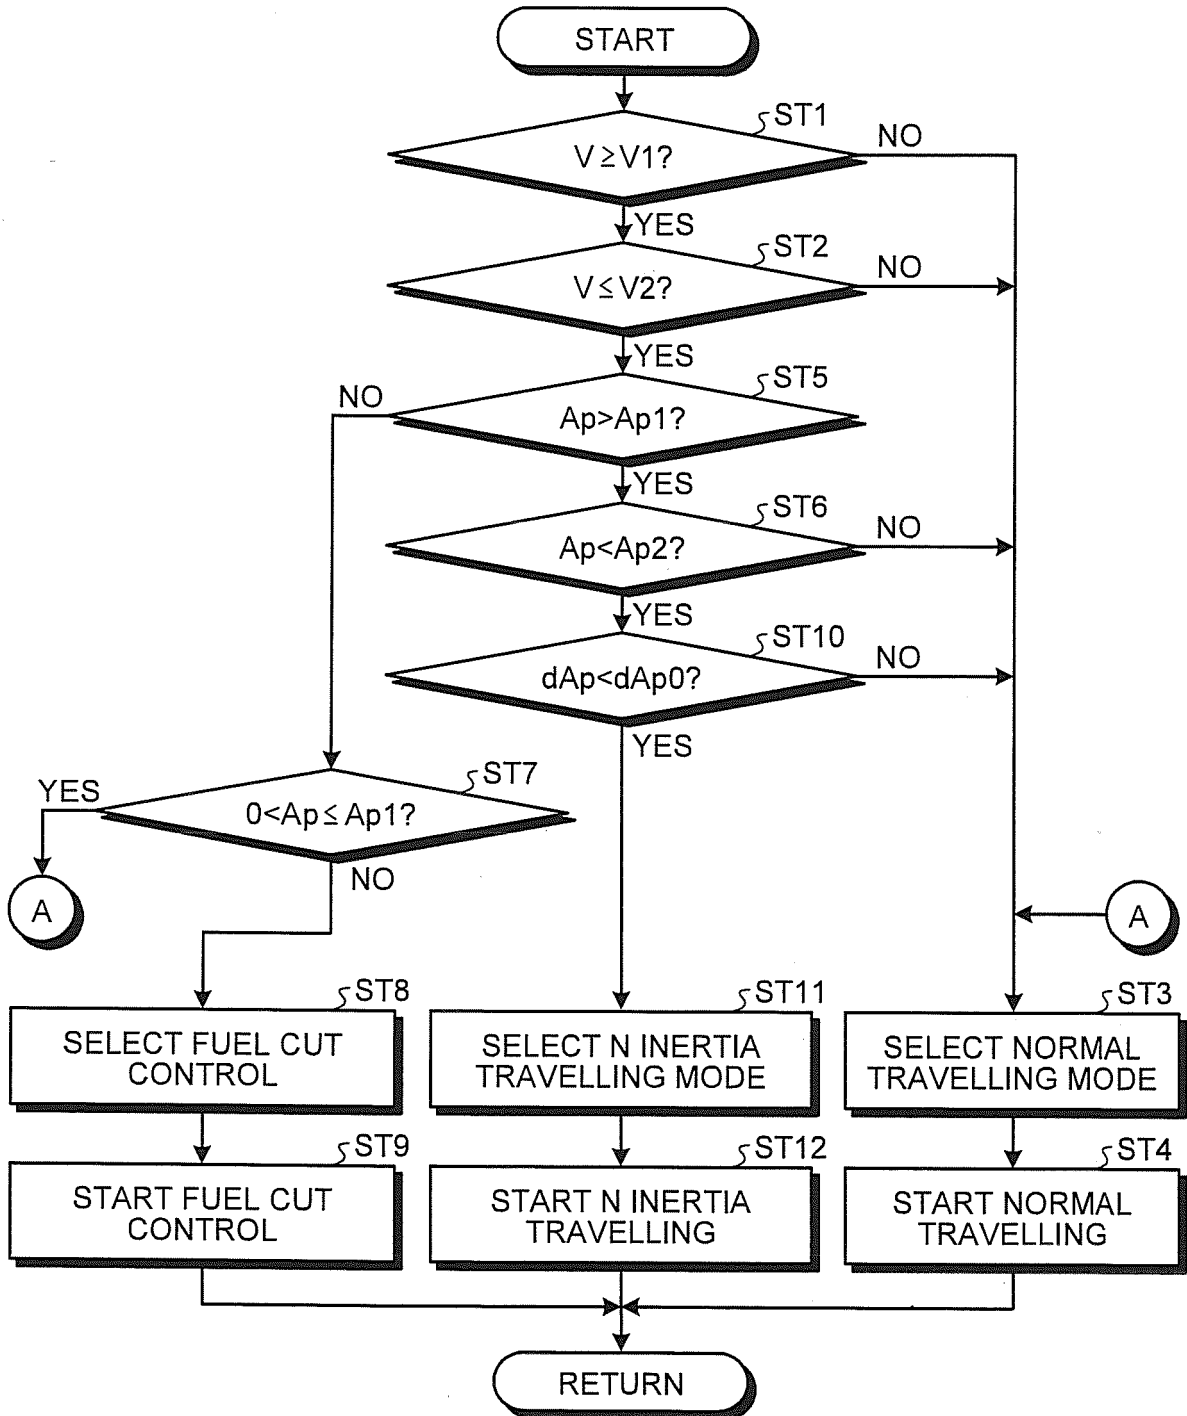 START
ST1
V≥V1?
NO
YES
ST2
V≤V2?
NO
YES
ST5
NO
Ap>Ap1?
YES
ST6
Ap<Ap2?
NO
YES
ST10
dAp<dAp0?
NO
YES
ST7
YES
0<Ap≤Ap1?
NO
A
A
ST8
SELECT FUEL CUT
CONTROL
ST11
SELECT N INERTIA
TRAVELLING MODE
ST3
SELECT NORMAL
TRAVELLING MODE
ST9
START FUEL CUT
CONTROL
ST12
START N INERTIA
TRAVELLING
ST4
START NORMAL
TRAVELLING
RETURN